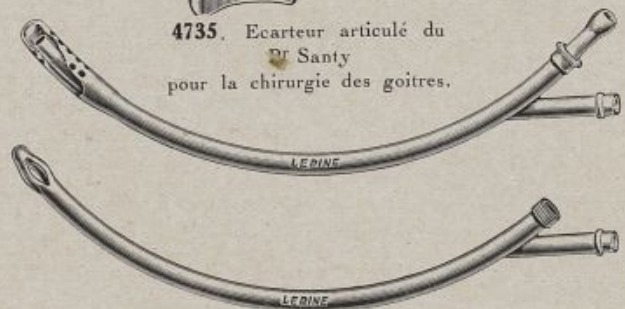 4735. Ecarteur articulé du
Dr Santy
pour la chirurgie des goitres.
LEPINE
LEPINE